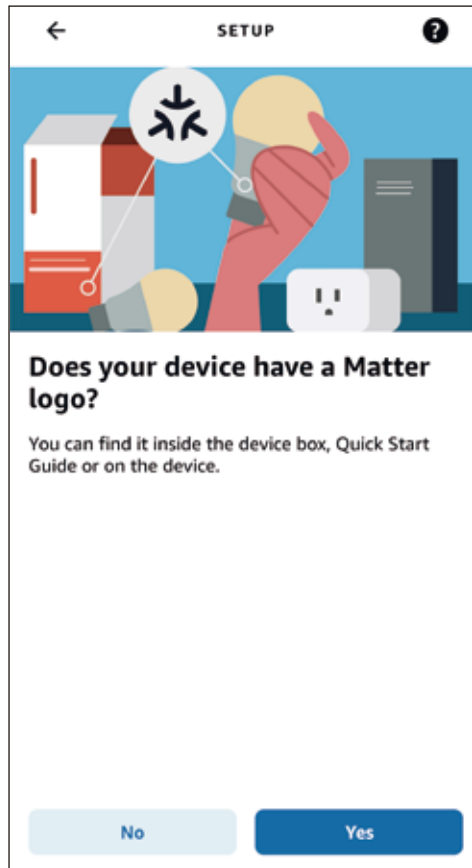 SETUP
Does your device have a Matter
logo?
You can find it inside the device box, Quick Start
Guide or on the device.
No
Yes